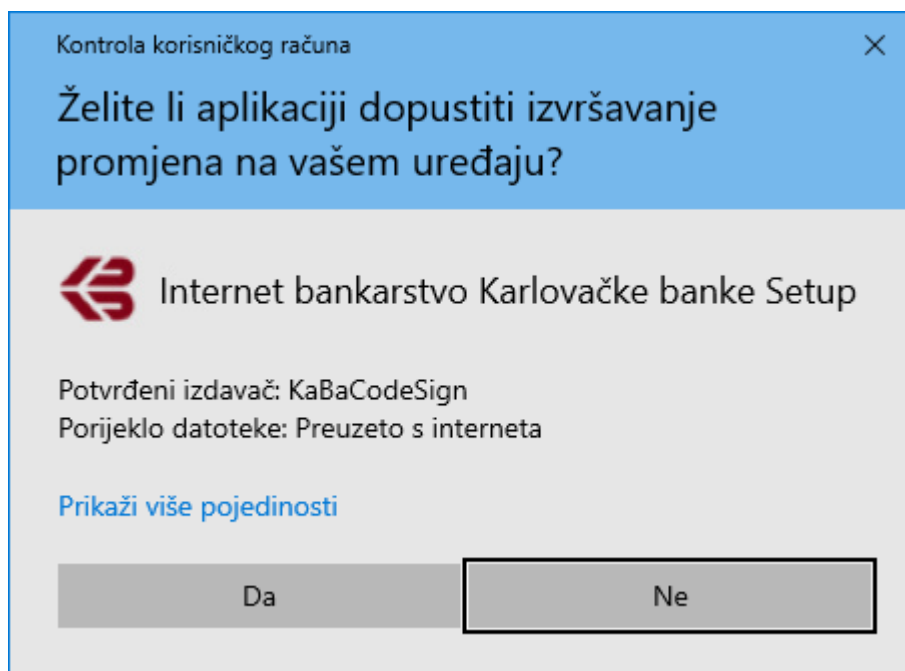 Kontrola korisničkog računa
Želite li aplikaciji dopustiti izvršavanje
promjena na vašem uređaju?
Internet bankarstvo Karlovačke banke Setup
Potvrđeni izdavač: KaBaCodeSign
Porijeklo datoteke: Preuzeto s interneta
Prikaži više pojedinosti
Da
Ne